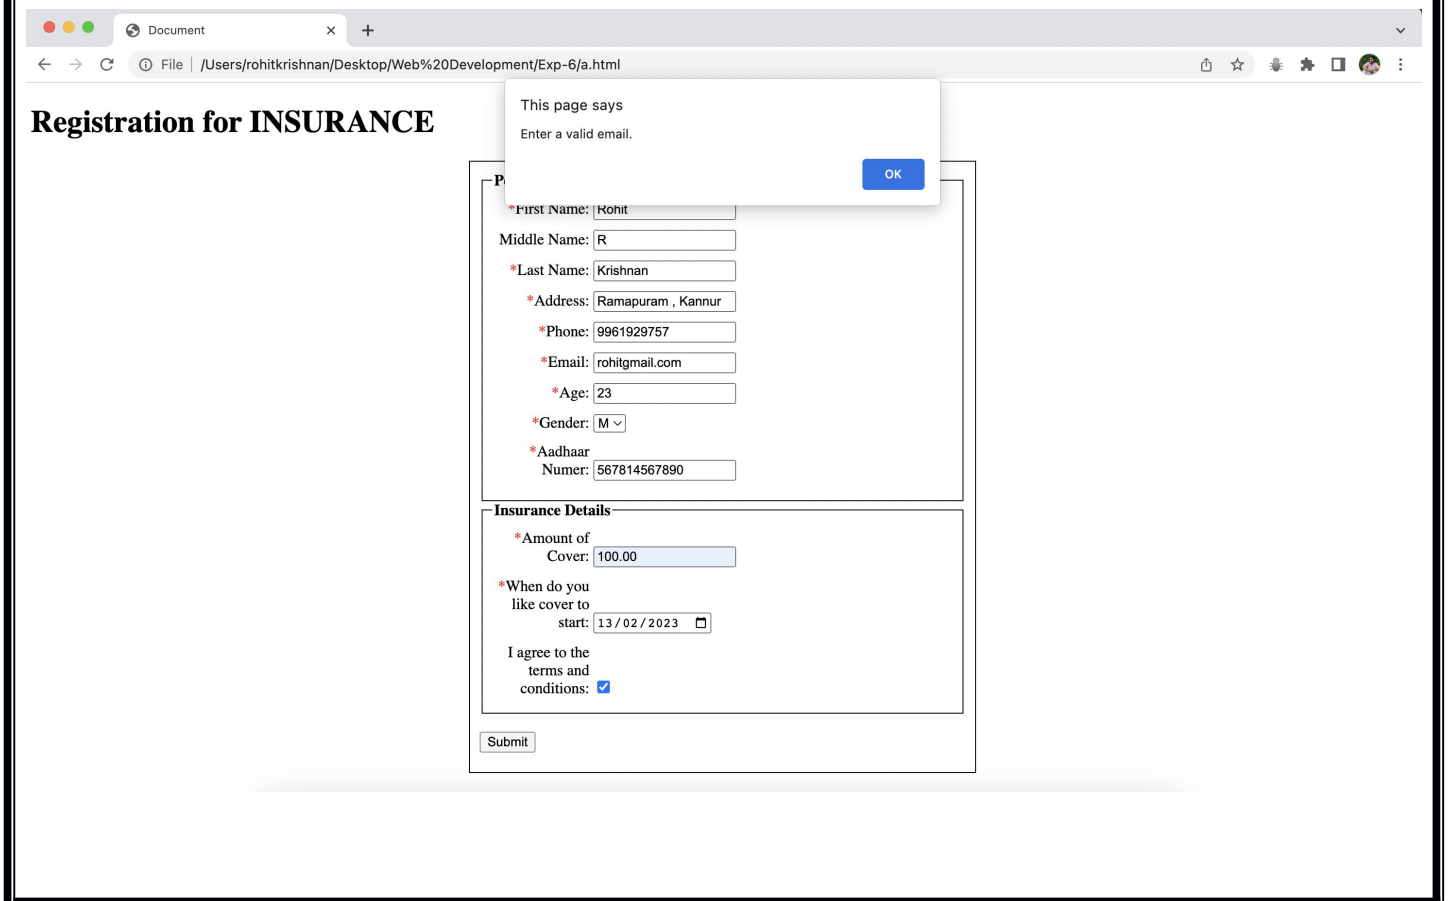 Document
File /Users/rohitkrishnan/Desktop/Web%20Development/Exp-6/a.html
This page says
Enter a valid email.
OK
Registration for INSURANCE
*First Name: Rohit
Middle Name: R
*Last Name: Krishnan
*Address: Ramapuram , Kannur
*Phone: 9961929757
*Email: rohitgmail.com
*Age: 23
*Gender: M
*Aadhaar
Numer: 567814567890
Insurance Details
*Amount of
Cover: 100.00
*When do you
like cover to
start: 13/02/2023
I agree to the
terms and
conditions:
Submit